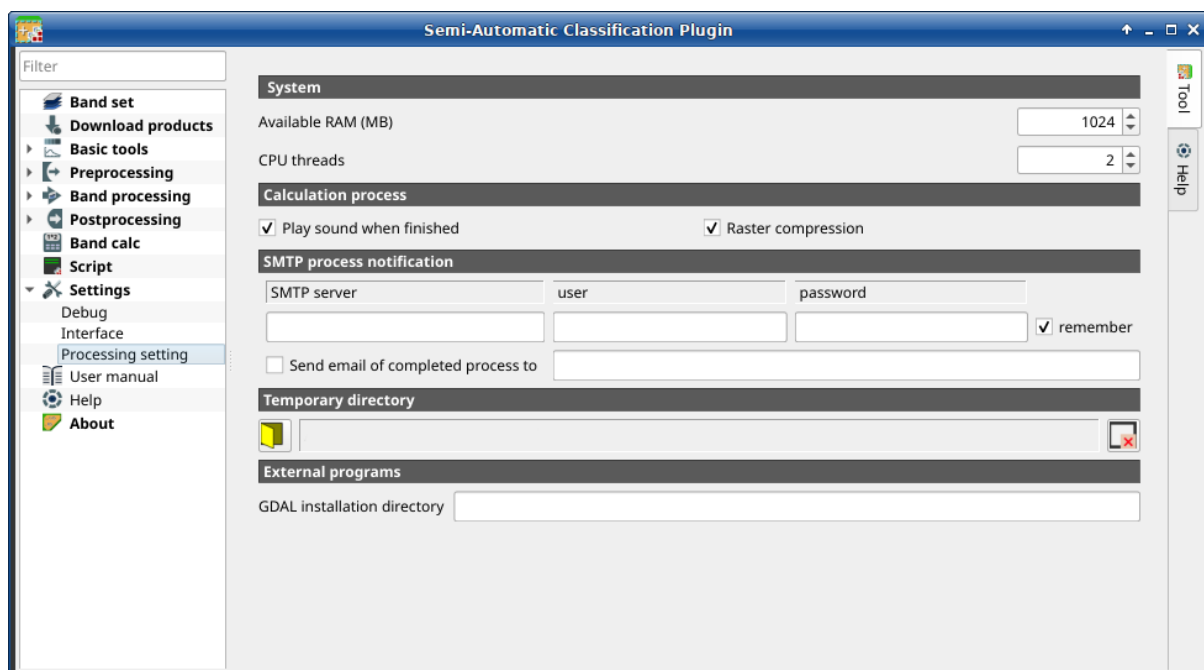 Semi-Automatic Classification Plugin
Filter
Band set
Download products
Basic tools
Preprocessing
Band processing
Postprocessing
Band calc
Script
Settings
Debug
Interface
Processing setting
User manual
Help
About
System
Available RAM (MB) 1024
CPU threads 2
Calculation process
Play sound when finished Raster compression
SMTP process notification
SMTP server user password
remember
Send email of completed process to
Temporary directory
External programs
GDAL installation directory
Tool
Help